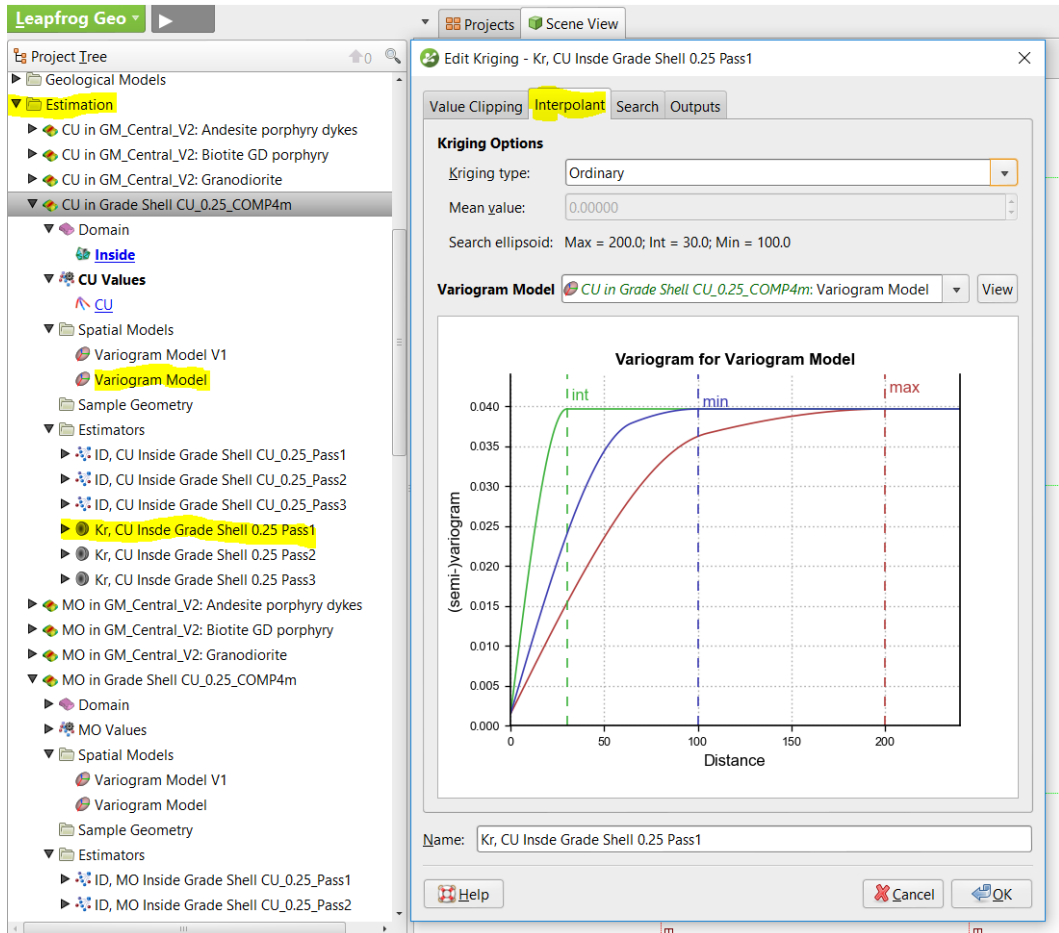 Leapfrog Geo
Projects
Scene View
Project Tree
0
Geological Models
Estimation
CU in GM_Central_V2: Andesite porphyry dykes
CU in GM_Central_V2: Biotite GD porphyry
CU in GM_Central_V2: Granodiorite
CU in Grade Shell CU_0.25_COMP4m
Domain
Inside
CU Values
CU
Spatial Models
Variogram Model V1
Variogram Model
Sample Geometry
Estimators
ID, CU Inside Grade Shell CU_0.25_Pass1
ID, CU Inside Grade Shell CU_0.25_Pass2
ID, CU Inside Grade Shell CU_0.25_Pass3
Kr, CU Insde Grade Shell 0.25 Pass1
Kr, CU Insde Grade Shell 0.25 Pass2
Kr, CU Insde Grade Shell 0.25 Pass3
MO in GM_Central_V2: Andesite porphyry dykes
MO in GM_Central_V2: Biotite GD porphyry
MO in GM_Central_V2: Granodiorite
MO in Grade Shell CU_0.25_COMP4m
Domain
MO Values
Spatial Models
Variogram Model V1
Variogram Model
Sample Geometry
Estimators
ID, MO Inside Grade Shell CU_0.25_Pass1
ID, MO Inside Grade Shell CU_0.25_Pass2
Edit Kriging - Kr, CU Insde Grade Shell 0.25 Pass1
Value Clipping Interpolant Search Outputs
Kriging Options
Kriging type: Ordinary
Mean value: 0.00000
Search ellipsoid: Max = 200.0; Int = 30.0; Min = 100.0
Variogram Model CU in Grade Shell CU_0.25_COMP4m: Variogram Model View
Variogram for Variogram Model
int
min
max
0.040
0.035
0.030
0.025
0.020
0.015
0.010
0.005
0.000
(semi-)variogram
0 50 100 150 200
Distance
Name: Kr, CU Insde Grade Shell 0.25 Pass1
Help Cancel OK